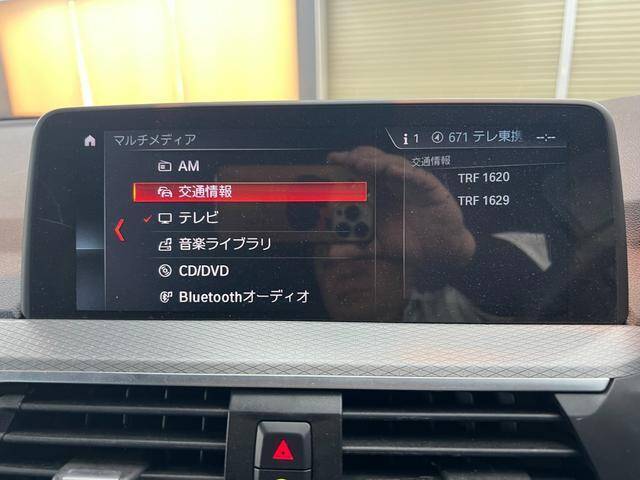 マルチメディア
i 1 671 テレ東携 --:--
AM
交通情報
テレビ
音楽ライブラリ
CD/DVD
Bluetoothオーディオ
交通情報
TRF 1620
TRF 1629